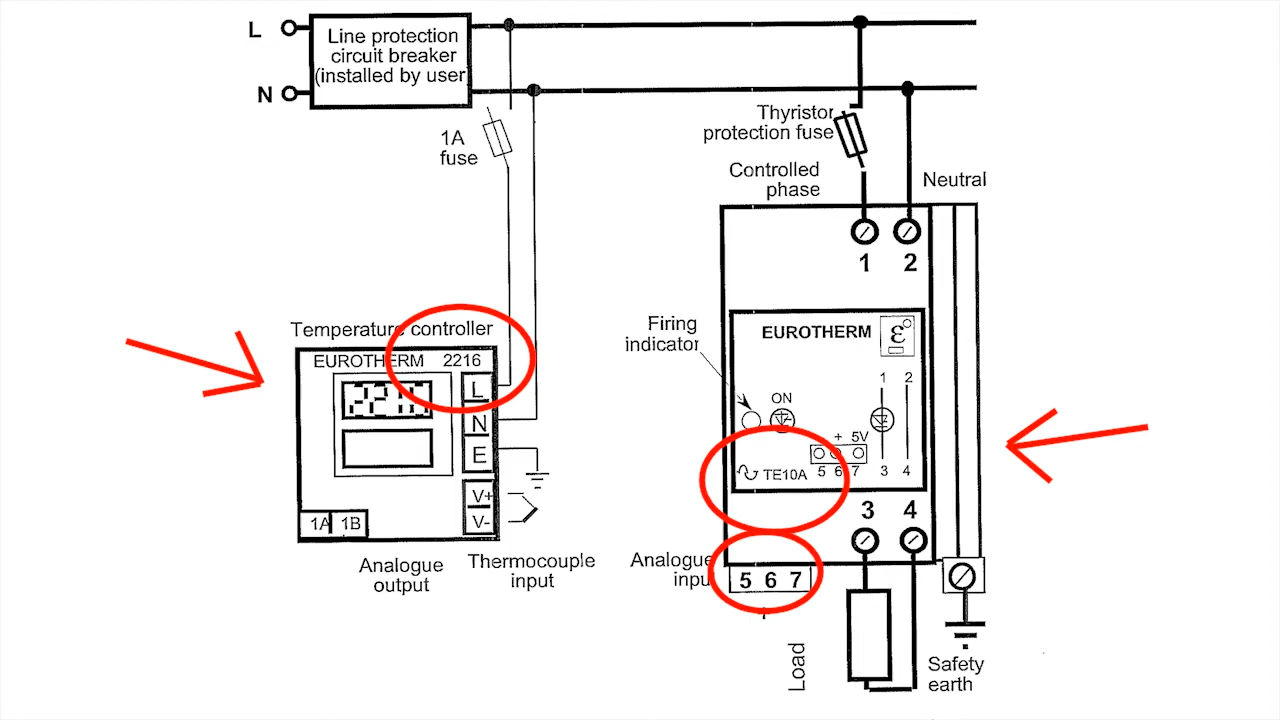 L
Line protection
circuit breaker
(installed by user
N
1A
fuse
Thyristor
protection fuse
Controlled
phase
Neutral
1 2
Temperature controller
EUROTHERM 2216
2216
L
N
E
V+
V-
1A 1B
Analogue
output
Thermocouple
input
Firing
indicator
EUROTHERM
ε
ON
1 2
+ 5V
5 6 7
3 4
TE10A
3 4
Analogue
input
5 6 7
Load
Safety
earth